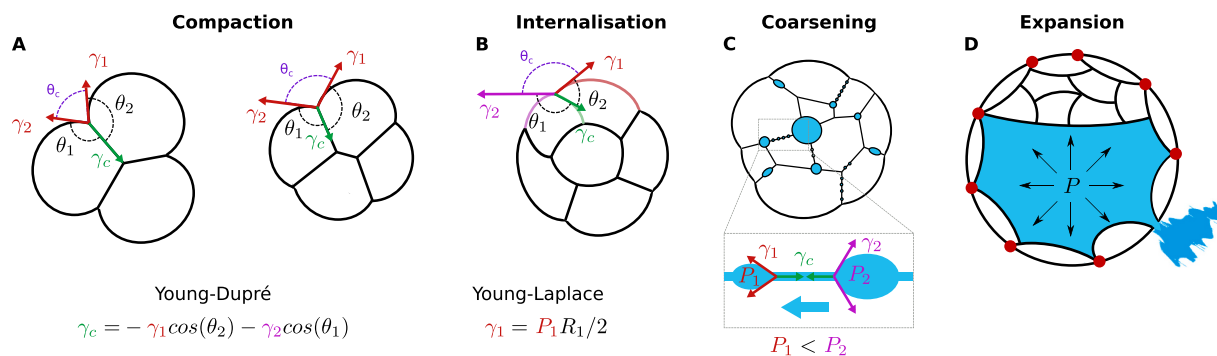 Compaction
Internalisation
Coarsening
Expansion
A
γ₁
θc
θ₂
γ₂
θ₁
γc
γ₁
θc
θ₂
γ₂
θ₁
γc
B
θc
γ₁
γ₂
θ₂
θ₁
γc
C
γ₁
γc
γ₂
P₁
P₂
P₁ < P₂
D
P
Young-Dupré
γc = − γ₁cos(θ₂) − γ₂cos(θ₁)
Young-Laplace
γ₁ = P₁R₁/2